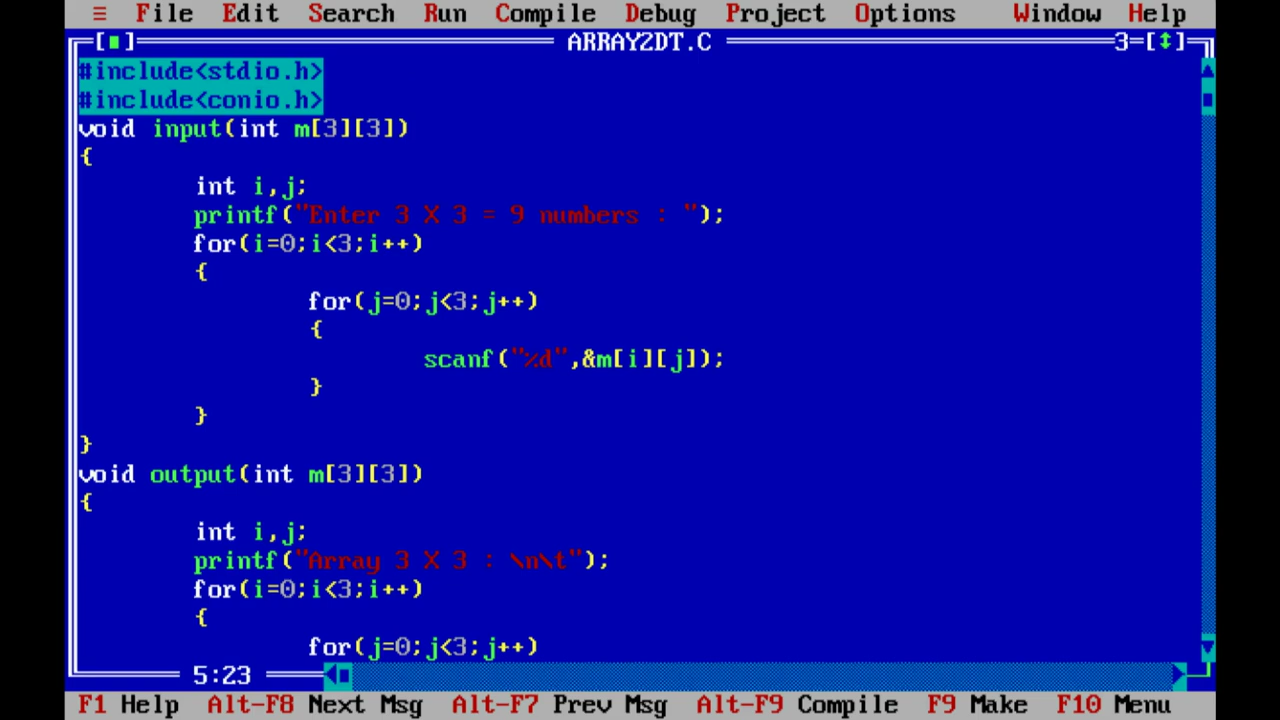 ≡ File Edit Search Run Compile Debug Project Options Window Help
[■] ARRAY2DT.C 3=[↕]
#include<stdio.h>
#include<conio.h>
void input(int m[3][3])
{
int i,j;
printf("Enter 3 X 3 = 9 numbers : ");
for(i=0;i<3;i++)
{
for(j=0;j<3;j++)
{
scanf("%d",&m[i][j]);
}
}
}
void output(int m[3][3])
{
int i,j;
printf("Array 3 X 3 : \n\t");
for(i=0;i<3;i++)
{
for(j=0;j<3;j++)
5:23
F1 Help Alt-F8 Next Msg Alt-F7 Prev Msg Alt-F9 Compile F9 Make F10 Menu